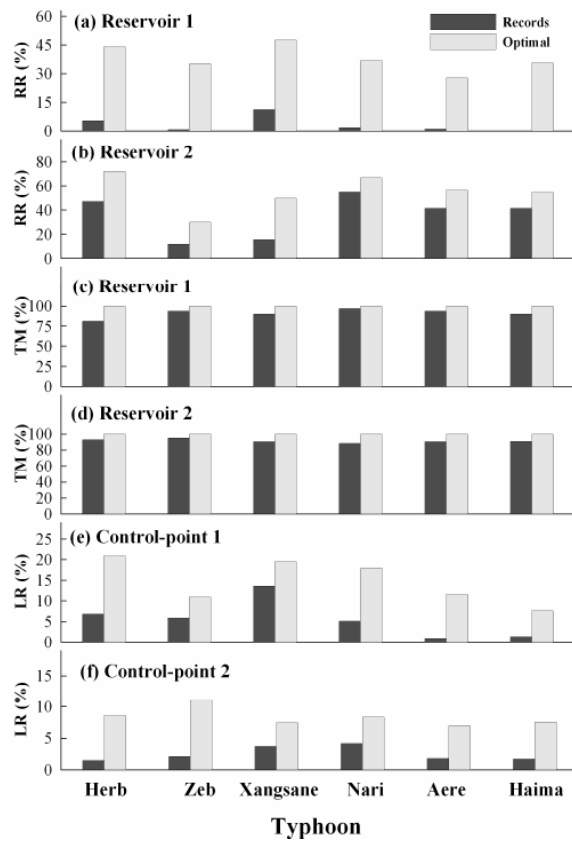 (a) Reservoir 1
Records
Optimal
RR (%)
60
45
30
15
0
(b) Reservoir 2
RR (%)
80
60
40
20
0
(c) Reservoir 1
TM (%)
100
75
50
25
0
(d) Reservoir 2
TM (%)
100
80
60
40
20
0
(e) Control-point 1
LR (%)
25
20
15
10
5
0
(f) Control-point 2
LR (%)
15
10
5
0
Herb Zeb Xangsane Nari Aere Haima
Typhoon